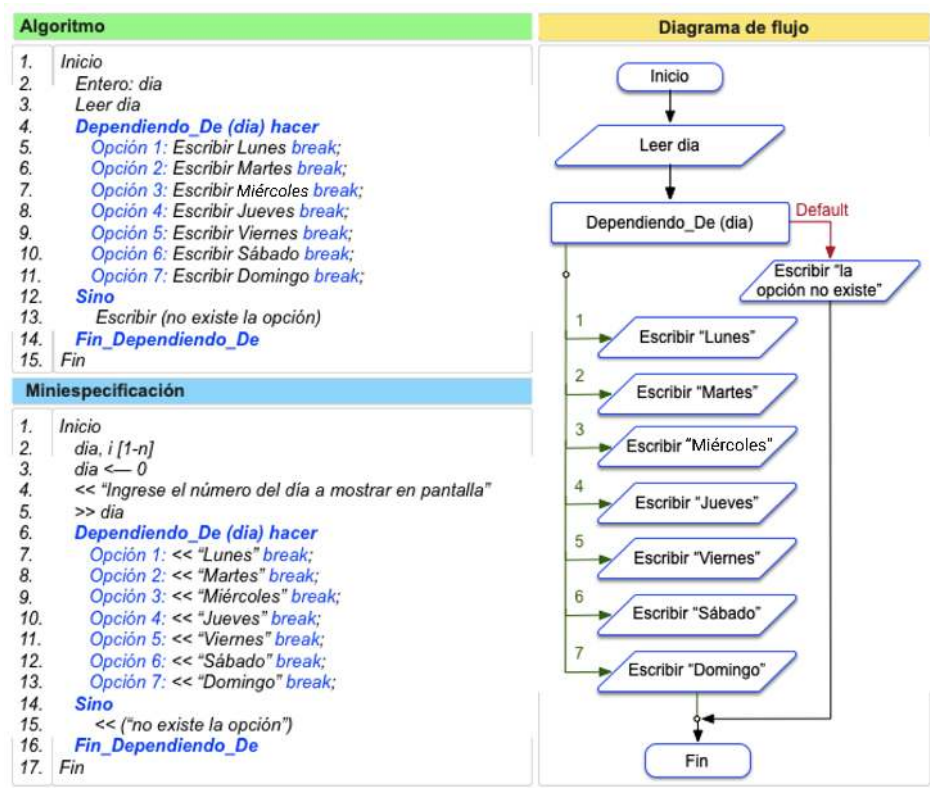 Algoritmo
1. Inicio
2. Entero: dia
3. Leer dia
4. Dependiendo_De (dia) hacer
5. Opción 1: Escribir Lunes break;
6. Opción 2: Escribir Martes break;
7. Opción 3: Escribir Miércoles break;
8. Opción 4: Escribir Jueves break;
9. Opción 5: Escribir Viernes break;
10. Opción 6: Escribir Sábado break;
11. Opción 7: Escribir Domingo break;
12. Sino
13. Escribir (no existe la opción)
14. Fin_Dependiendo_De
15. Fin
Miniespecificación
1. Inicio
2. dia, i [1-n]
3. dia <— 0
4. << “Ingrese el número del día a mostrar en pantalla”
5. >> dia
6. Dependiendo_De (dia) hacer
7. Opción 1: << “Lunes” break;
8. Opción 2: << “Martes” break;
9. Opción 3: << “Miércoles” break;
10. Opción 4: << “Jueves” break;
11. Opción 5: << “Viernes” break;
12. Opción 6: << “Sábado” break;
13. Opción 7: << “Domingo” break;
14. Sino
15. << (“no existe la opción”)
16. Fin_Dependiendo_De
17. Fin
Diagrama de flujo
Inicio
Leer dia
Dependiendo_De (dia)
Default
Escribir “la
opción no existe”
1
Escribir “Lunes”
2
Escribir “Martes”
3
Escribir “Miércoles”
4
Escribir “Jueves”
5
Escribir “Viernes”
6
Escribir “Sábado”
7
Escribir “Domingo”
Fin